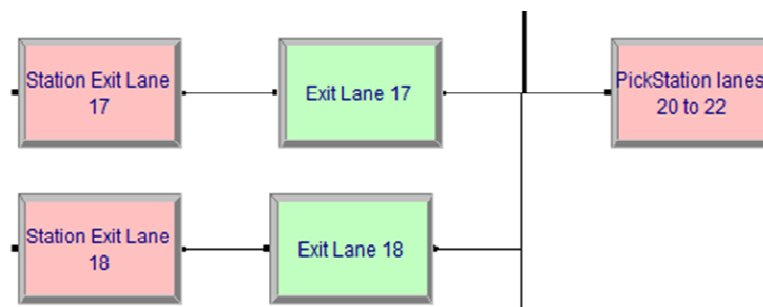 Station Exit Lane
17
Exit Lane 17
PickStation lanes
20 to 22
Station Exit Lane
18
Exit Lane 18